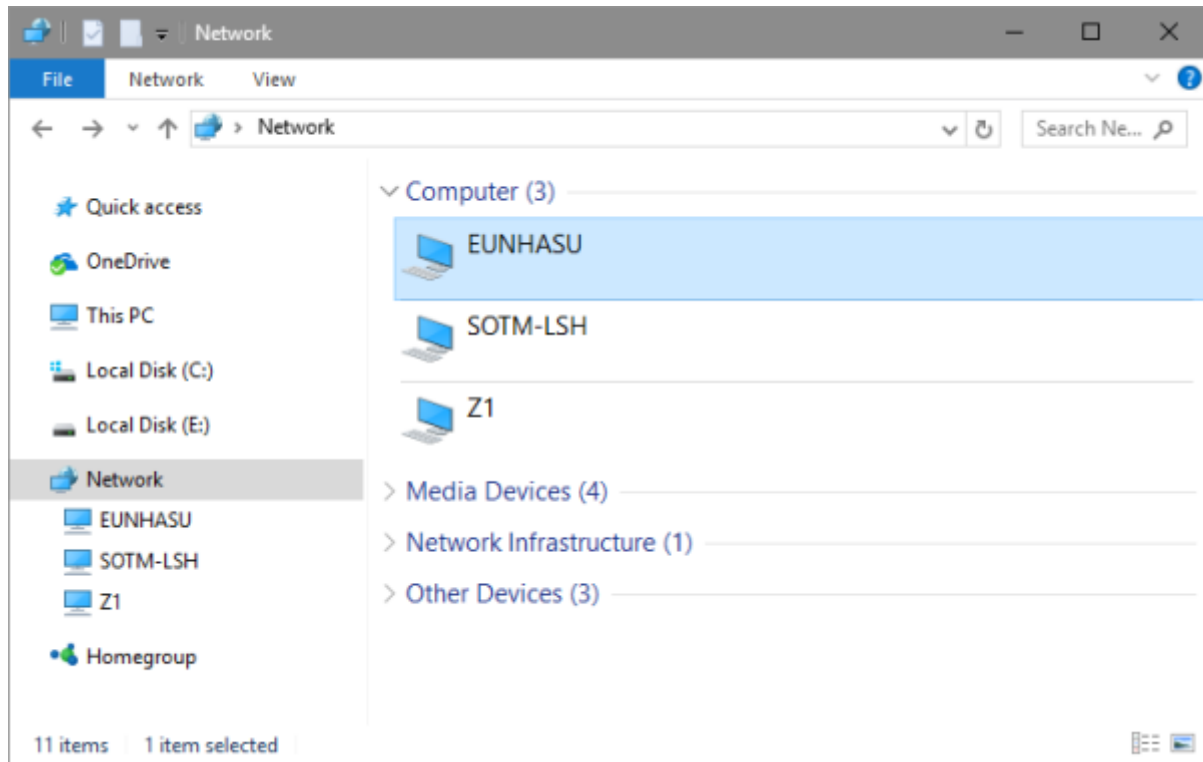 Network
File Network View
Network Search Ne...
Quick access
OneDrive
This PC
Local Disk (C:)
Local Disk (E:)
Network
EUNHASU
SOTM-LSH
Z1
Homegroup
Computer (3)
EUNHASU
SOTM-LSH
Z1
Media Devices (4)
Network Infrastructure (1)
Other Devices (3)
11 items 1 item selected